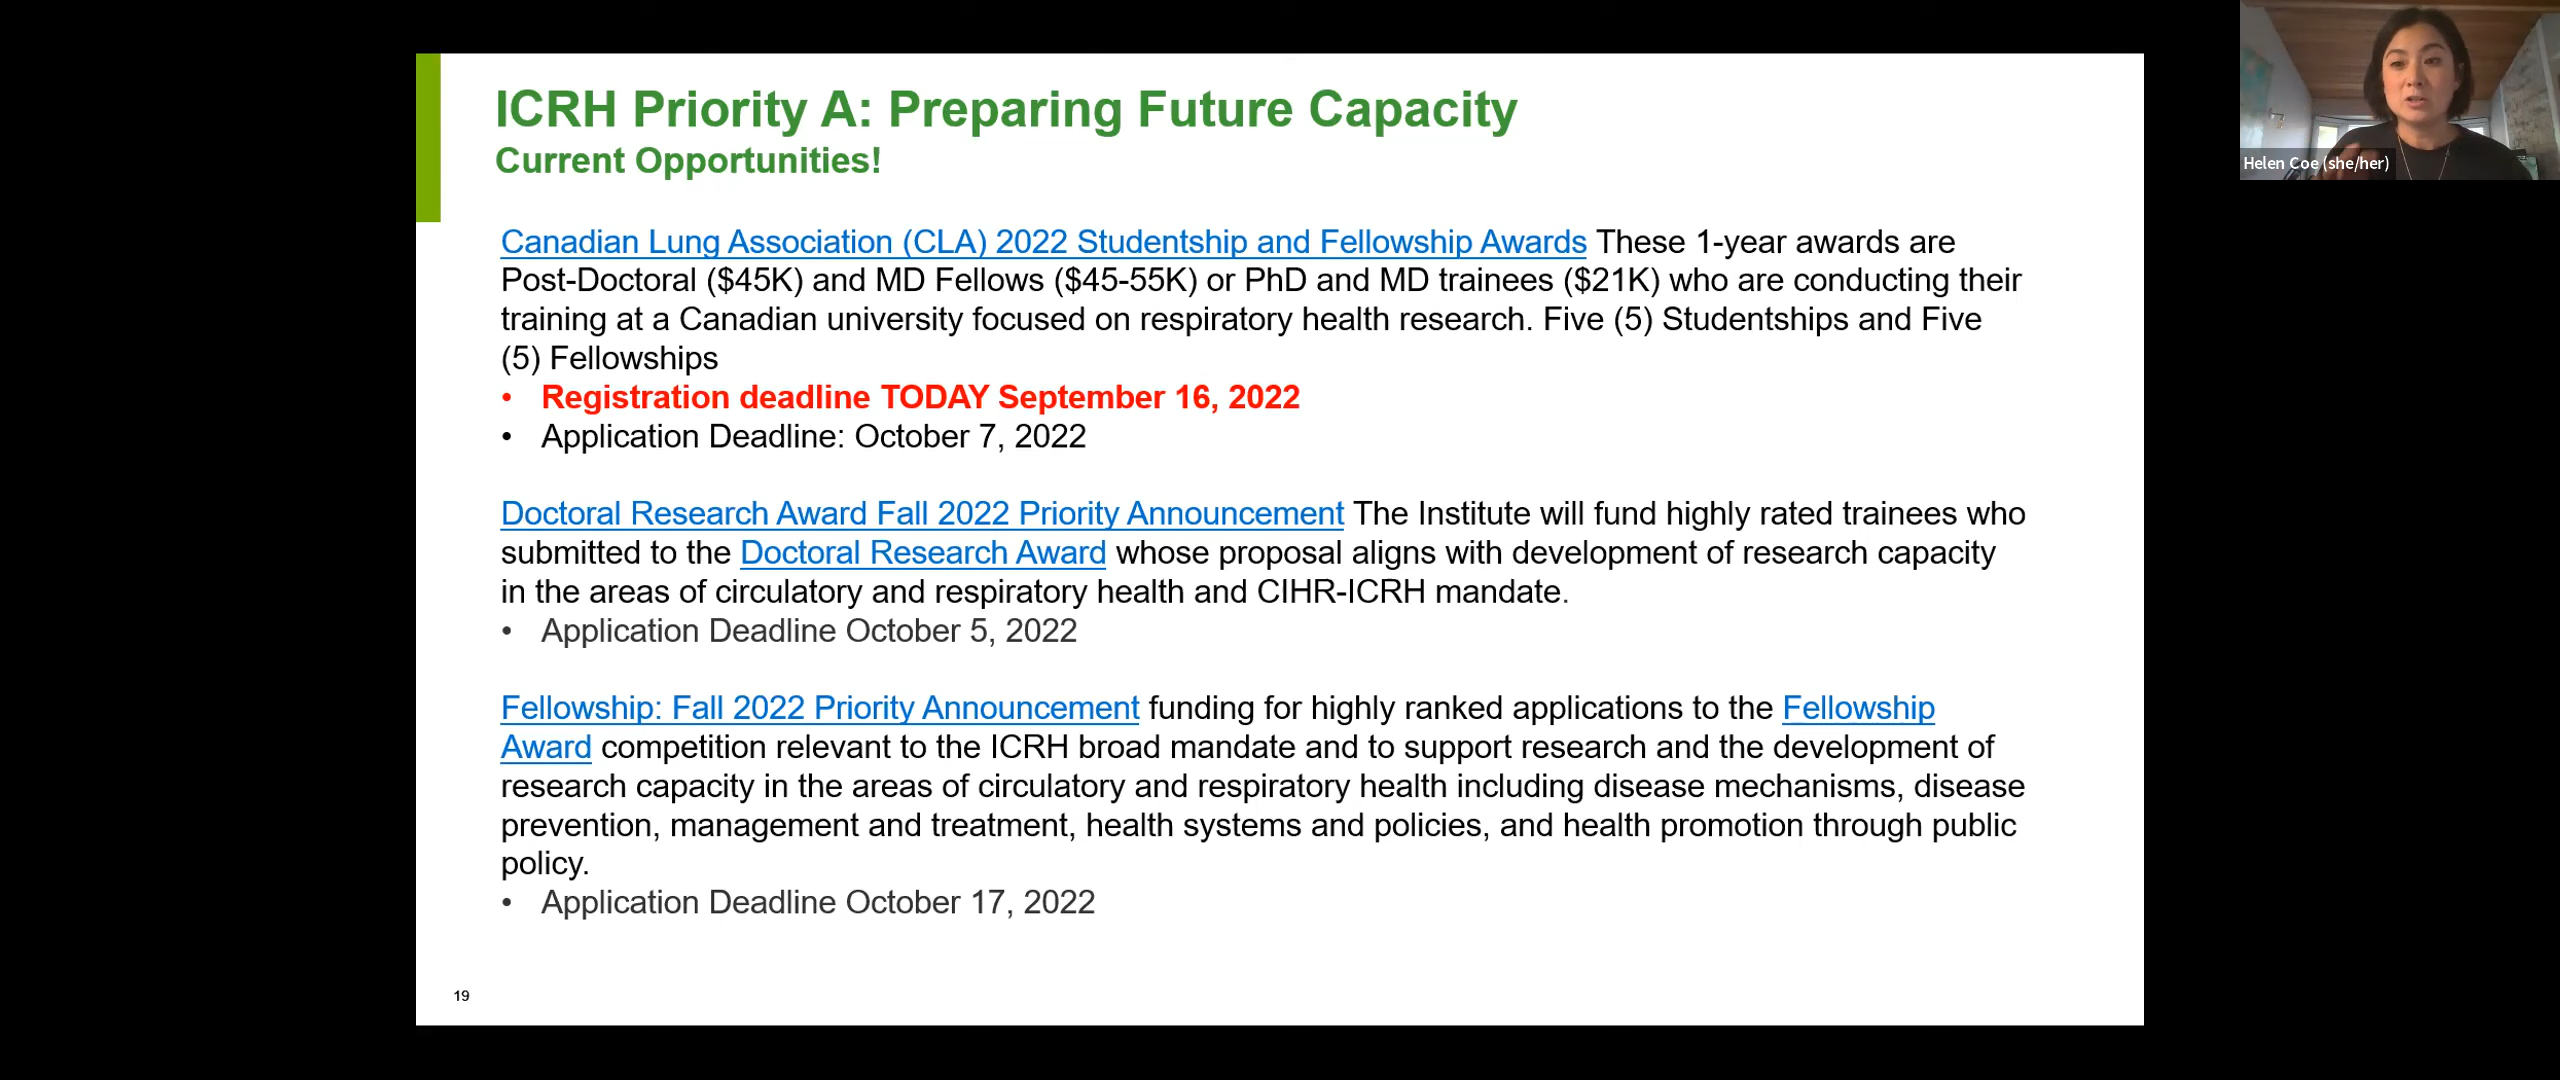 ICRH Priority A: Preparing Future Capacity
Current Opportunities!
Canadian Lung Association (CLA) 2022 Studentship and Fellowship Awards These 1-year awards are
Post-Doctoral ($45K) and MD Fellows ($45-55K) or PhD and MD trainees ($21K) who are conducting their
training at a Canadian university focused on respiratory health research. Five (5) Studentships and Five
(5) Fellowships
• Registration deadline TODAY September 16, 2022
• Application Deadline: October 7, 2022
Doctoral Research Award Fall 2022 Priority Announcement The Institute will fund highly rated trainees who
submitted to the Doctoral Research Award whose proposal aligns with development of research capacity
in the areas of circulatory and respiratory health and CIHR-ICRH mandate.
• Application Deadline October 5, 2022
Fellowship: Fall 2022 Priority Announcement funding for highly ranked applications to the Fellowship
Award competition relevant to the ICRH broad mandate and to support research and the development of
research capacity in the areas of circulatory and respiratory health including disease mechanisms, disease
prevention, management and treatment, health systems and policies, and health promotion through public
policy.
• Application Deadline October 17, 2022
19
Helen Coe (she/her)